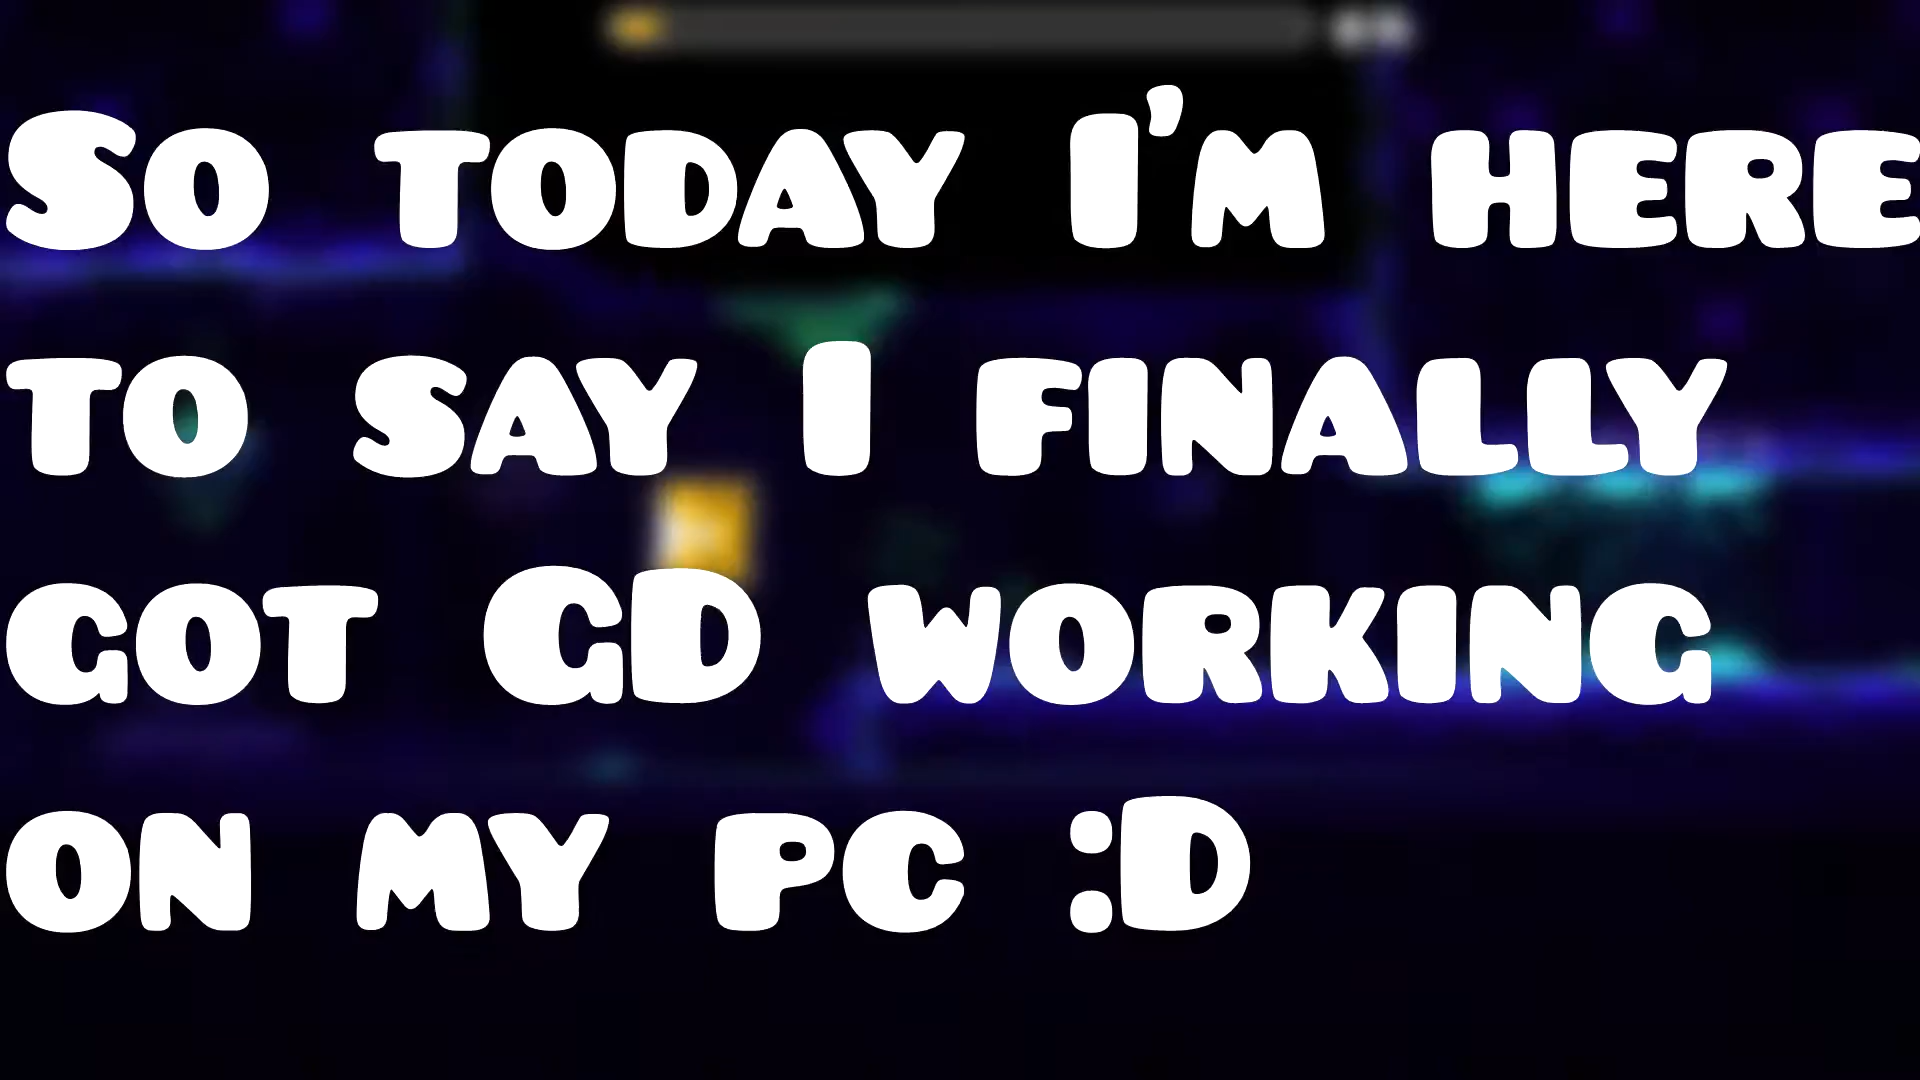 So today I'm here
to say I finally
got GD working
on my pc :D